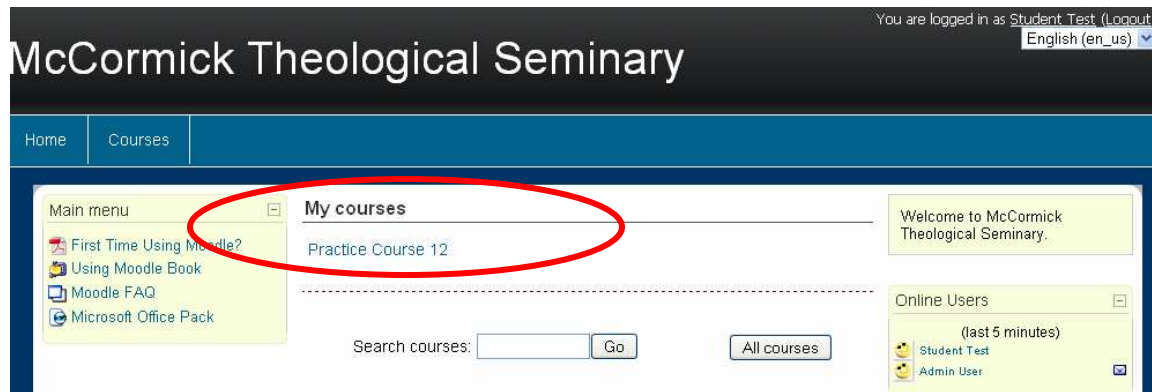 You are logged in as Student Test (Logout
English (en_us)
McCormick Theological Seminary
Home
Courses
Main menu
First Time Using Moodle?
Using Moodle Book
Moodle FAQ
Microsoft Office Pack
My courses
Practice Course 12
Search courses:
Go
All courses
Welcome to McCormick
Theological Seminary.
Online Users
(last 5 minutes)
Student Test
Admin User